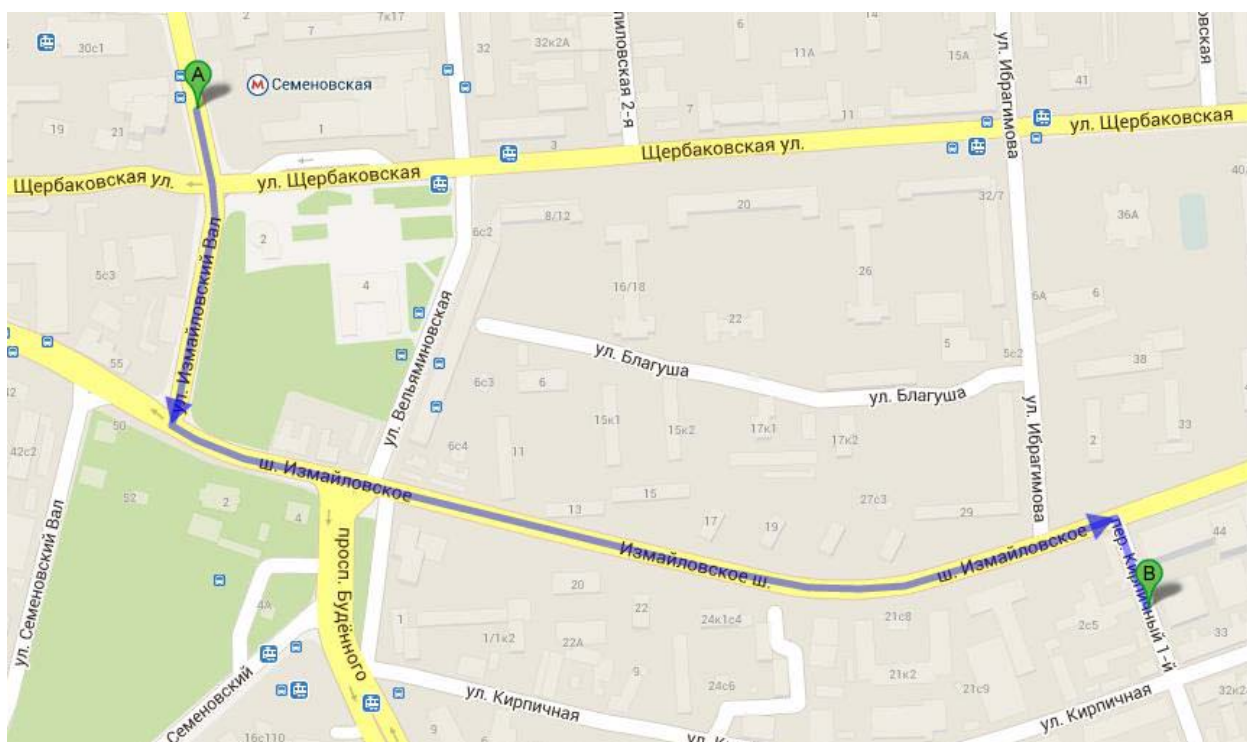 7к17
2
7
30с1
32
32к2А
6
14
11А
15А
41
A
М Семеновская
19
21
1
3
7
11
ул. Ибрагимова
ул. Щербаковская
Щербаковская ул.
ул. Щербаковская
Щербаковская ул.
32/7
36А
2
6с2
8/12
20
5с3
4
16/18
26
22
6А
6
ул. Измайловский Вал
ул. Вельяминовская
ул. Благуша
5
5с2
38
55
6с3
6
ул. Благуша
42с2
50
15к1
15к2
17к1
17к2
ул. Ибрагимова
2
33
6с4
11
ш. Измайловское
52
2
4
13
15
17
19
27с3
29
ул. Семеновский Вал
просп. Будённого
Измайловское ш.
ш. Измайловское
44
пер. Кирпичный 1-й
B
4А
20
22
24к1с4
21с8
2с5
33
1
1/1к2
22А
9
24с6
21к2
21с9
Семеновский
ул. Кирпичная
ул. Кирпичная
16с110
9
6